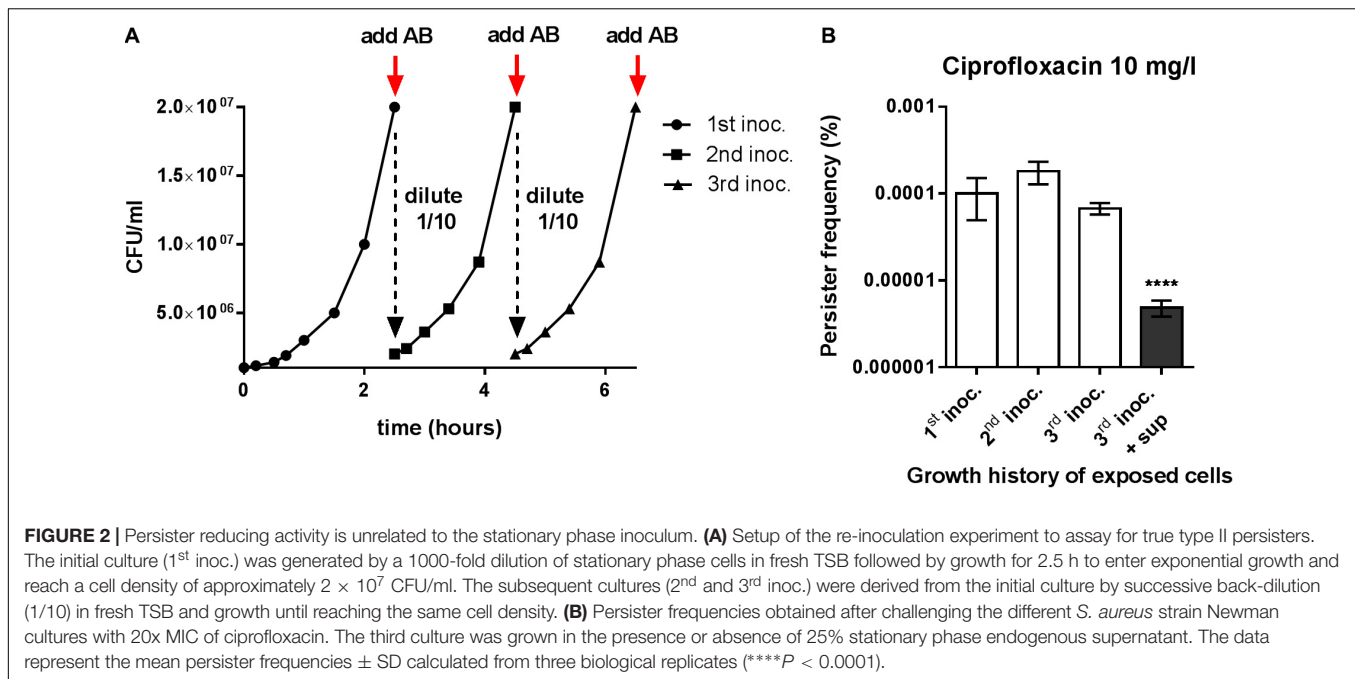 A
add AB add AB add AB
2.0×10⁰⁷
1.5×10⁰⁷
1.0×10⁰⁷
5.0×10⁰⁶
CFU/ml
dilute
1/10
dilute
1/10
0 2 4 6
time (hours)
1st inoc.
2nd inoc.
3rd inoc.
B
Ciprofloxacin 10 mg/l
0.001
0.0001
0.00001
0.000001
Persister frequency (%)
****
1ˢᵗ inoc.
2ⁿᵈ inoc.
3ʳᵈ inoc.
3ʳᵈ inoc.
+ sup
Growth history of exposed cells
FIGURE 2 | Persister reducing activity is unrelated to the stationary phase inoculum. (A) Setup of the re-inoculation experiment to assay for true type II persisters.
The initial culture (1ˢᵗ inoc.) was generated by a 1000-fold dilution of stationary phase cells in fresh TSB followed by growth for 2.5 h to enter exponential growth and
reach a cell density of approximately 2 × 10⁷ CFU/ml. The subsequent cultures (2ⁿᵈ and 3ʳᵈ inoc.) were derived from the initial culture by successive back-dilution
(1/10) in fresh TSB and growth until reaching the same cell density. (B) Persister frequencies obtained after challenging the different S. aureus strain Newman
cultures with 20x MIC of ciprofloxacin. The third culture was grown in the presence or absence of 25% stationary phase endogenous supernatant. The data
represent the mean persister frequencies ± SD calculated from three biological replicates (****P < 0.0001).